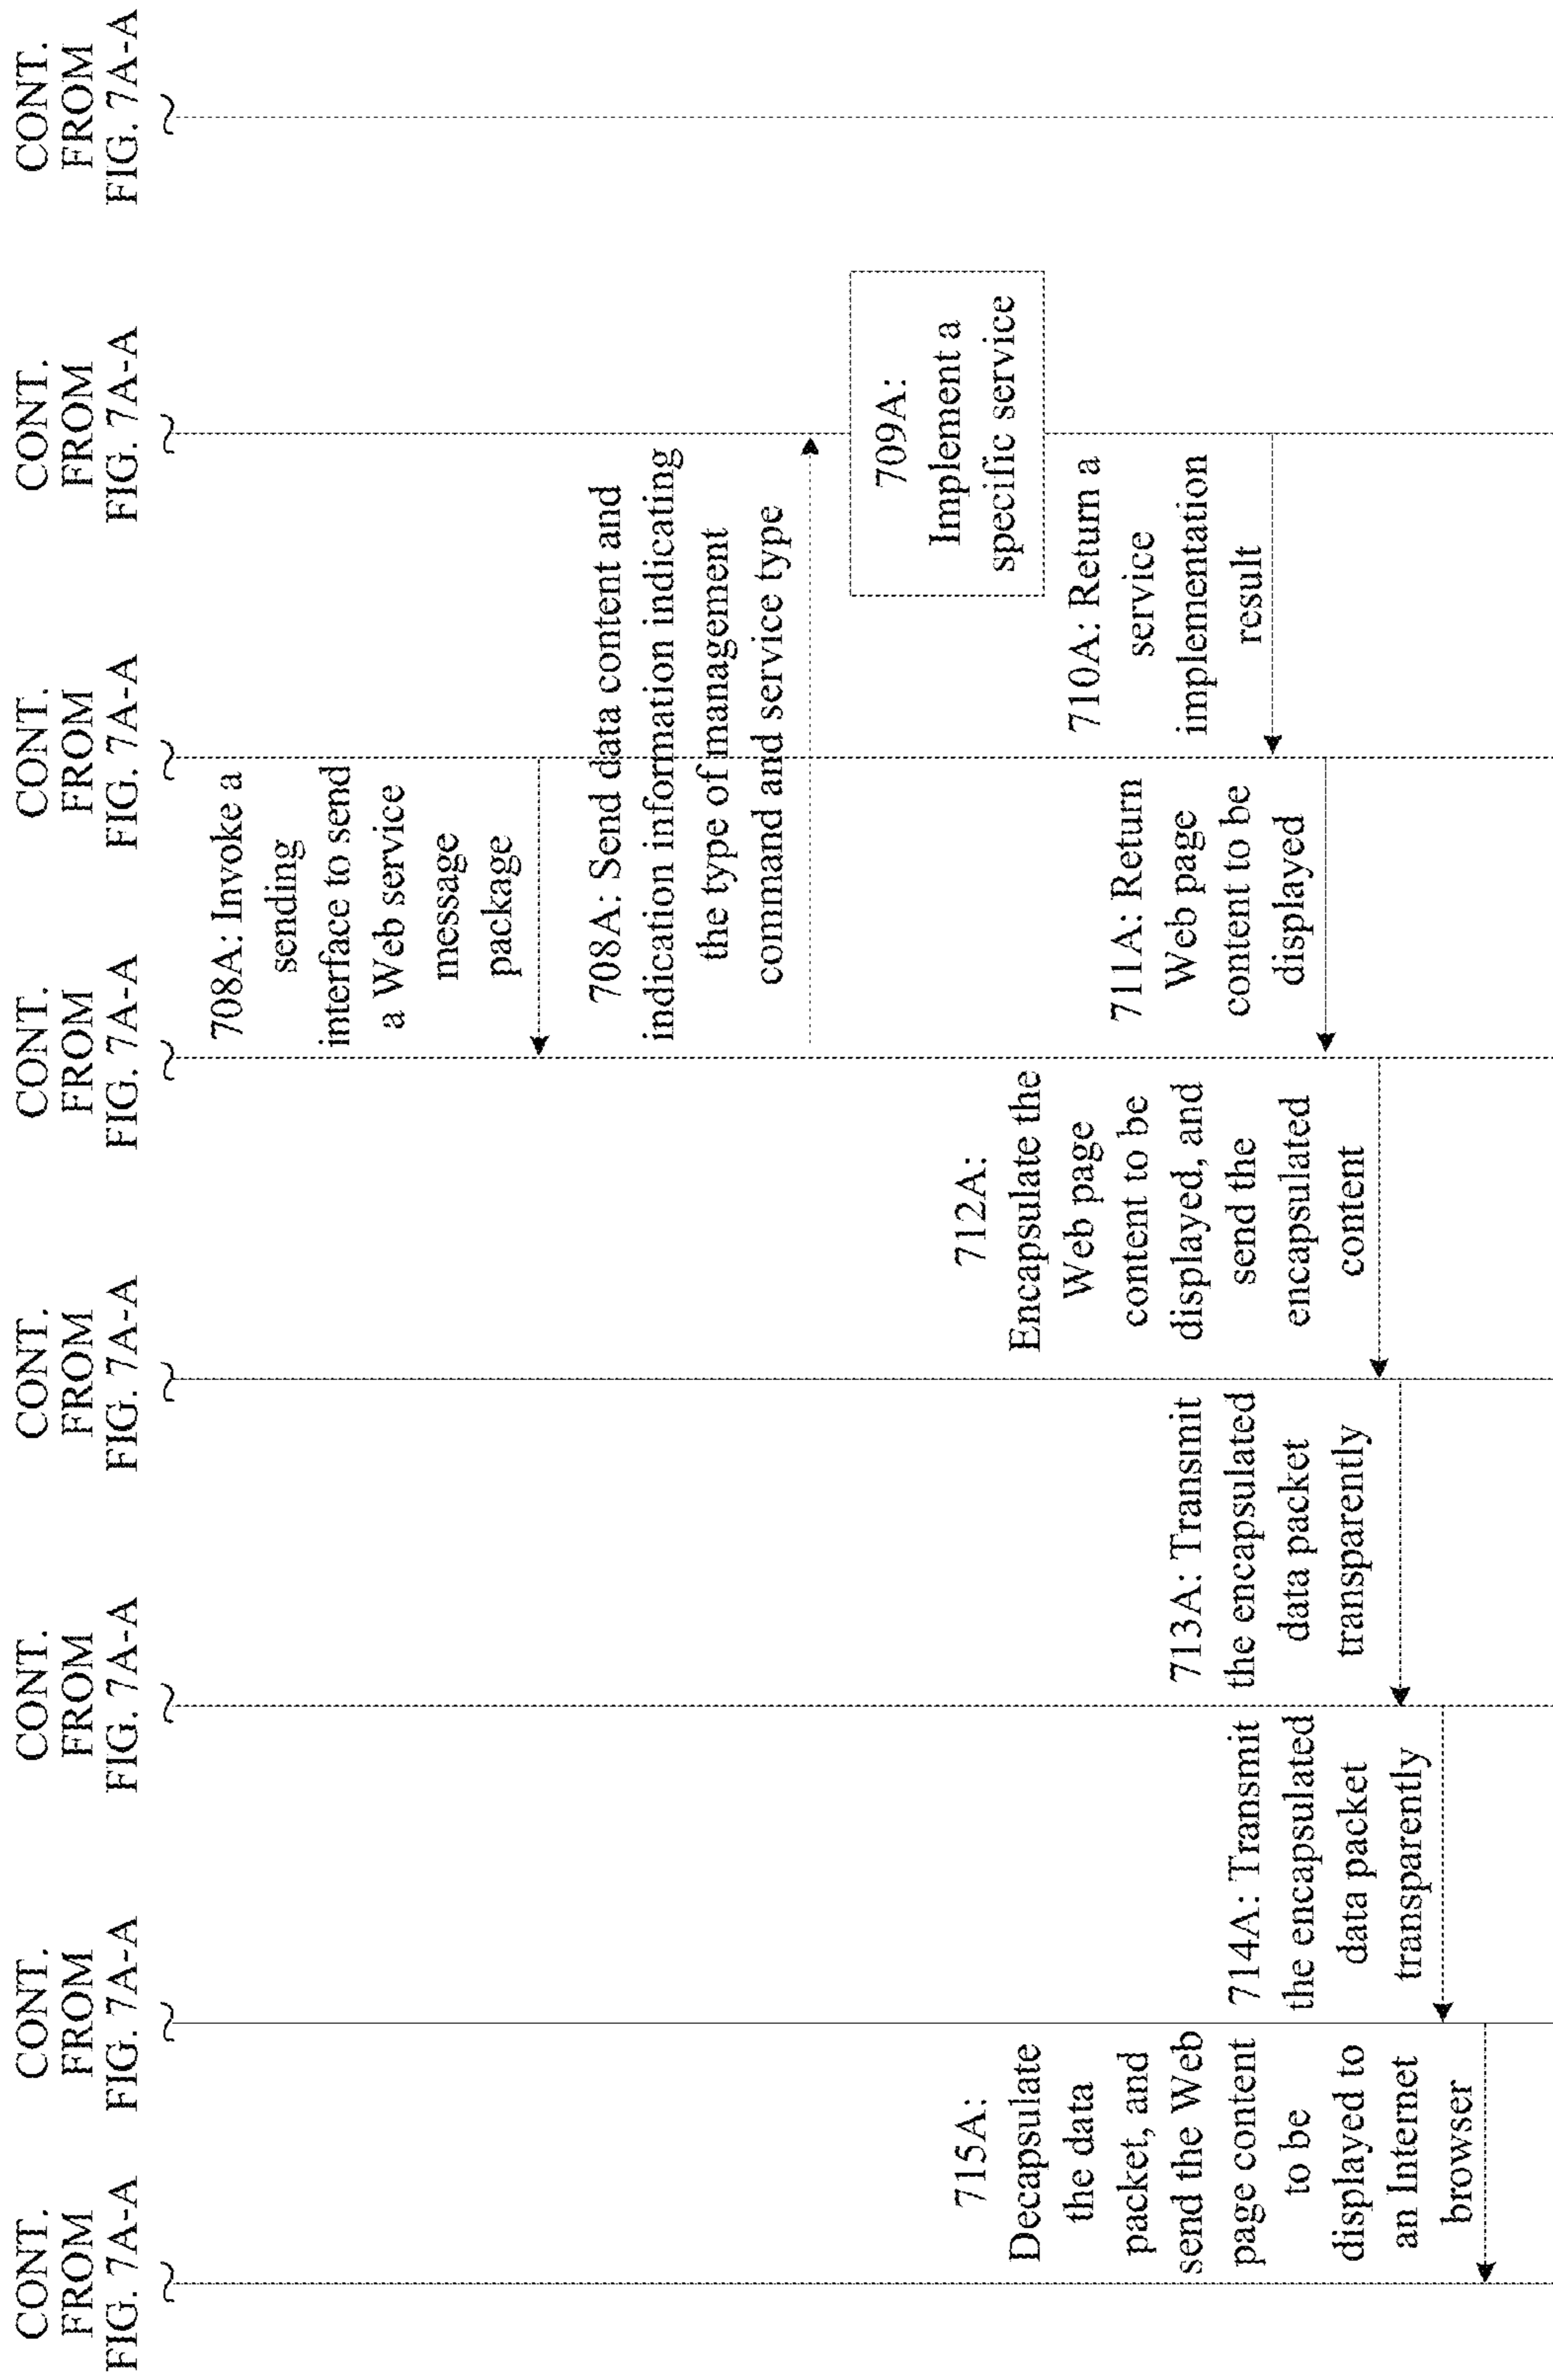 CONT.
FROM
FIG. 7A-A
CONT.
FROM
FIG. 7A-A
CONT.
FROM
FIG. 7A-A
CONT.
FROM
FIG. 7A-A
CONT.
FROM
FIG. 7A-A
CONT.
FROM
FIG. 7A-A
CONT.
FROM
FIG. 7A-A
CONT.
FROM
FIG. 7A-A
708A: Invoke a
sending
interface to send
a Web service
message
package
708A: Send data content and
indication information indicating
the type of management
command and service type
709A:
Implement a
specific service
710A: Return a
service
implementation
result
711A: Return
Web page
content to be
displayed
712A:
Encapsulate the
Web page
content to be
displayed, and
send the
encapsulated
content
713A: Transmit
the encapsulated
data packet
transparently
714A: Transmit
the encapsulated
data packet
transparently
715A:
Decapsulate
the data
packet, and
send the Web
page content
to be
displayed to
an Internet
browser